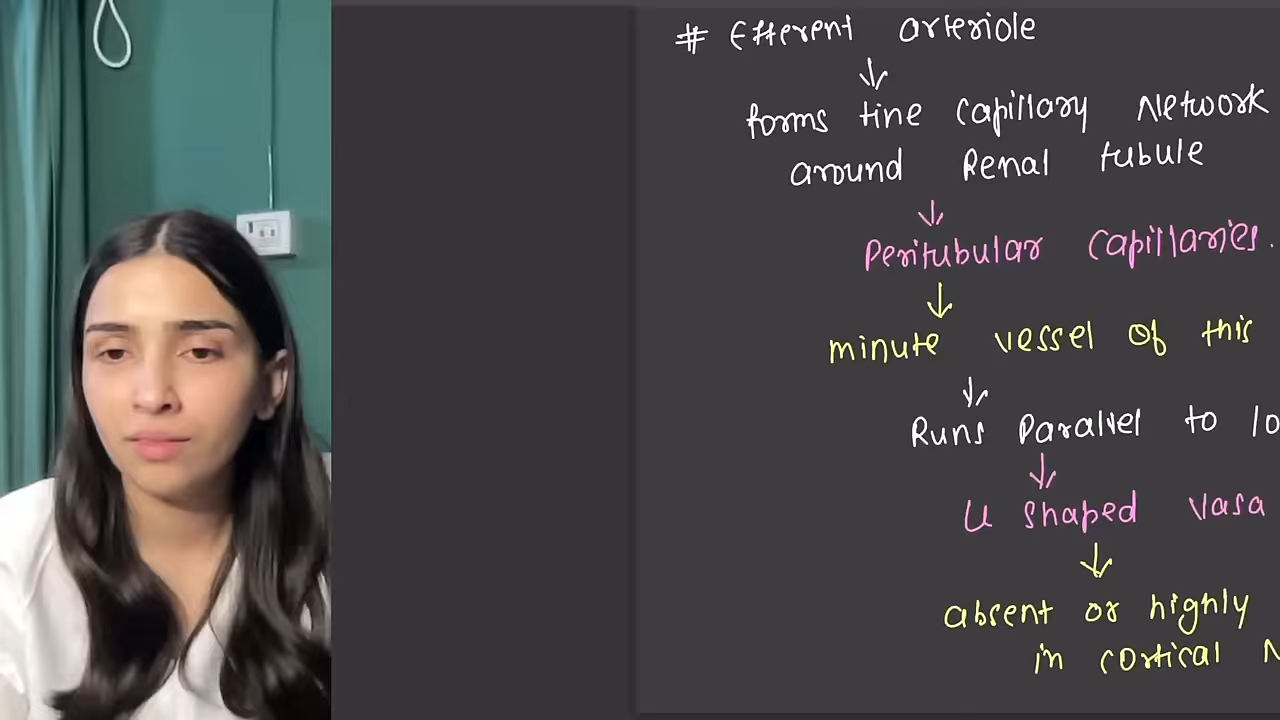 # Efferent arteriole
↓
forms fine capillary Network
around Renal tubule
↓
Peritubular capillaries.
↓
minute vessel of this
↓
Runs Parallel to lo
↓
U shaped vasa
↓
absent or highly
in cortical N